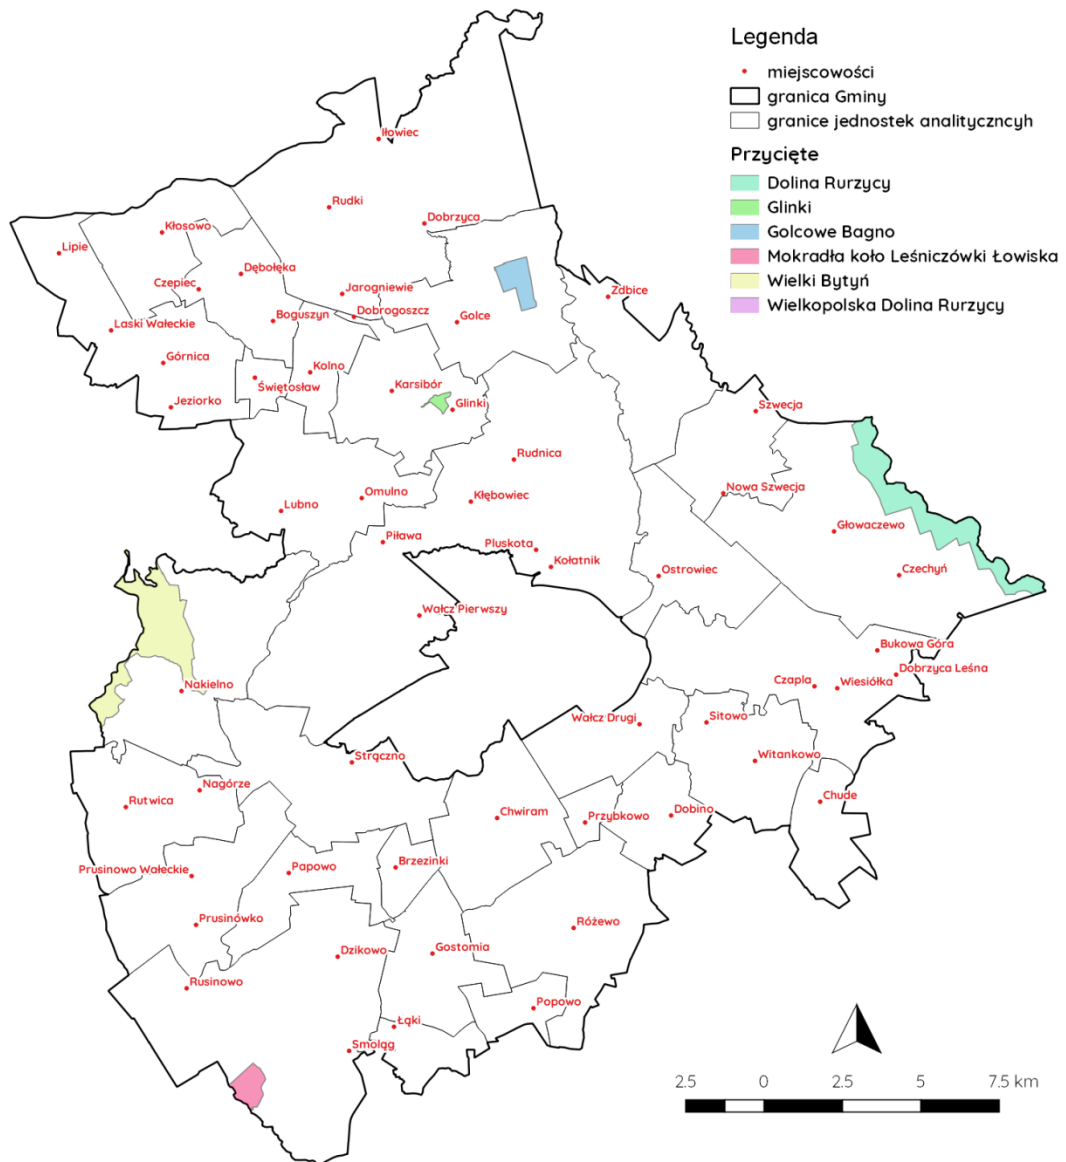 Legenda
miejscowości
granica Gminy
granice jednostek analityczncyh
Przycięte
Dolina Rurzycy
Glinki
Golcowe Bagno
Mokradła koło Leśniczówki Łowiska
Wielki Bytyń
Wielkopolska Dolina Rurzycy
Iłowiec
Rudki
Dobrzyca
Kłosowo
Lipie
Dębołęka
Czepiec
Jarogniewie
Zdbice
Dobrogoszcz
Boguszyn
Golce
Laski Wałeckie
Górnica
Kolno
Świętosław
Karsibór
Jeziorko
Glinki
Szwecja
Rudnica
Nowa Szwecja
Omulno
Kłębowiec
Lubno
Głowaczewo
Piława
Pluskota
Kołatnik
Ostrowiec
Czechyń
Wałcz Pierwszy
Bukowa Góra
Dobrzyca Leśna
Czapla
Wiesiółka
Nakielno
Wałcz Drugi
Sitowo
Strączno
Witankowo
Nagórze
Rutwica
Chude
Chwiram
Przybkowo
Dobino
Prusinowo Wałeckie
Papowo
Brzezinki
Prusinówko
Różewo
Dzikowo
Gostomia
Rusinowo
Popowo
Łąki
Smoląg
2.5 0 2.5 5 7.5 km